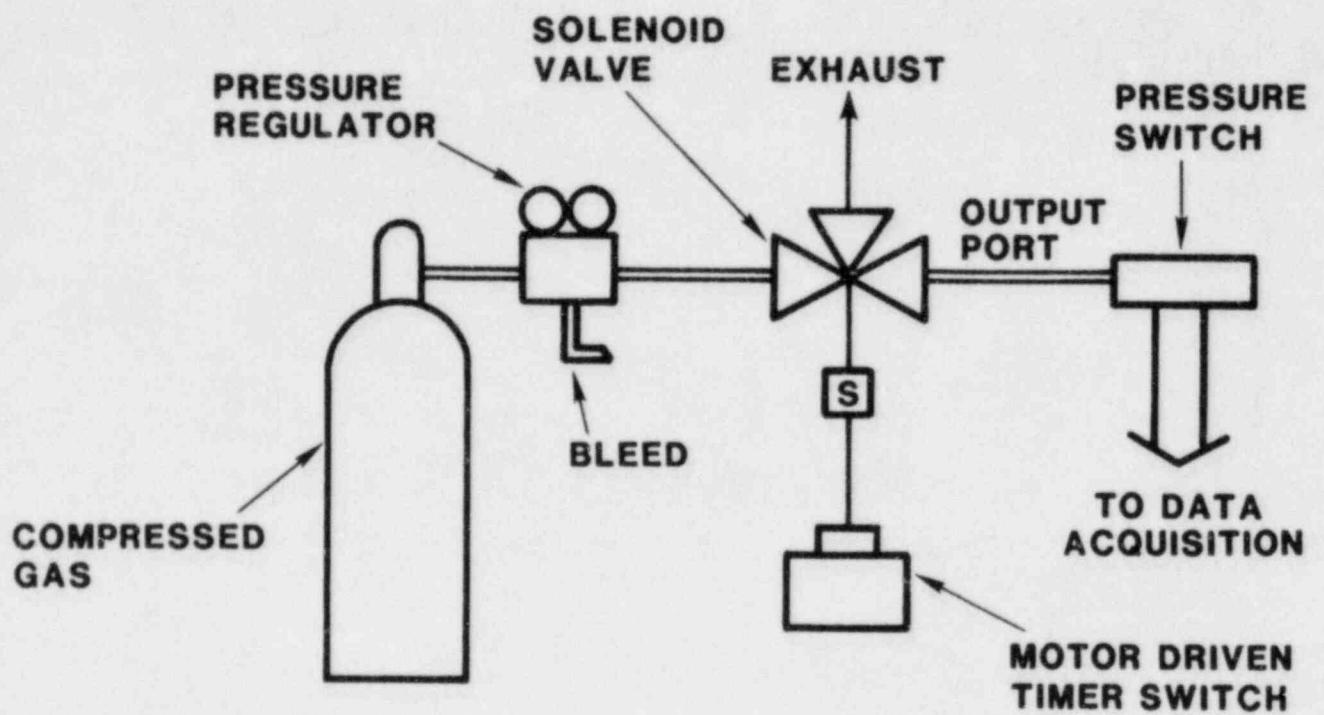 SOLENOID
VALVE
EXHAUST
PRESSURE
REGULATOR
PRESSURE
SWITCH
OUTPUT
PORT
S
BLEED
COMPRESSED
GAS
TO DATA
ACQUISITION
MOTOR DRIVEN
TIMER SWITCH